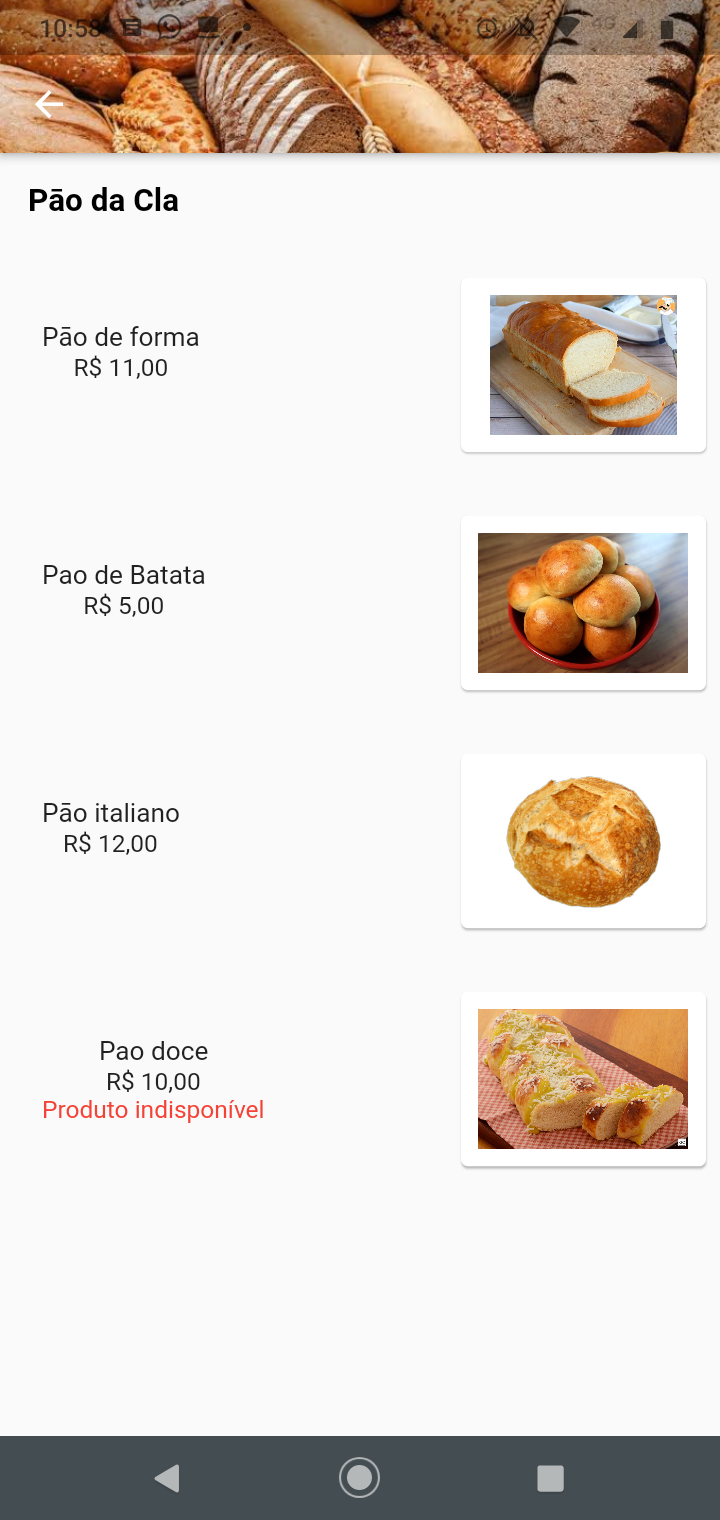 10:58
Pão da Cla
Pão de forma
R$ 11,00
Pao de Batata
R$ 5,00
Pão italiano
R$ 12,00
Pao doce
R$ 10,00
Produto indisponível